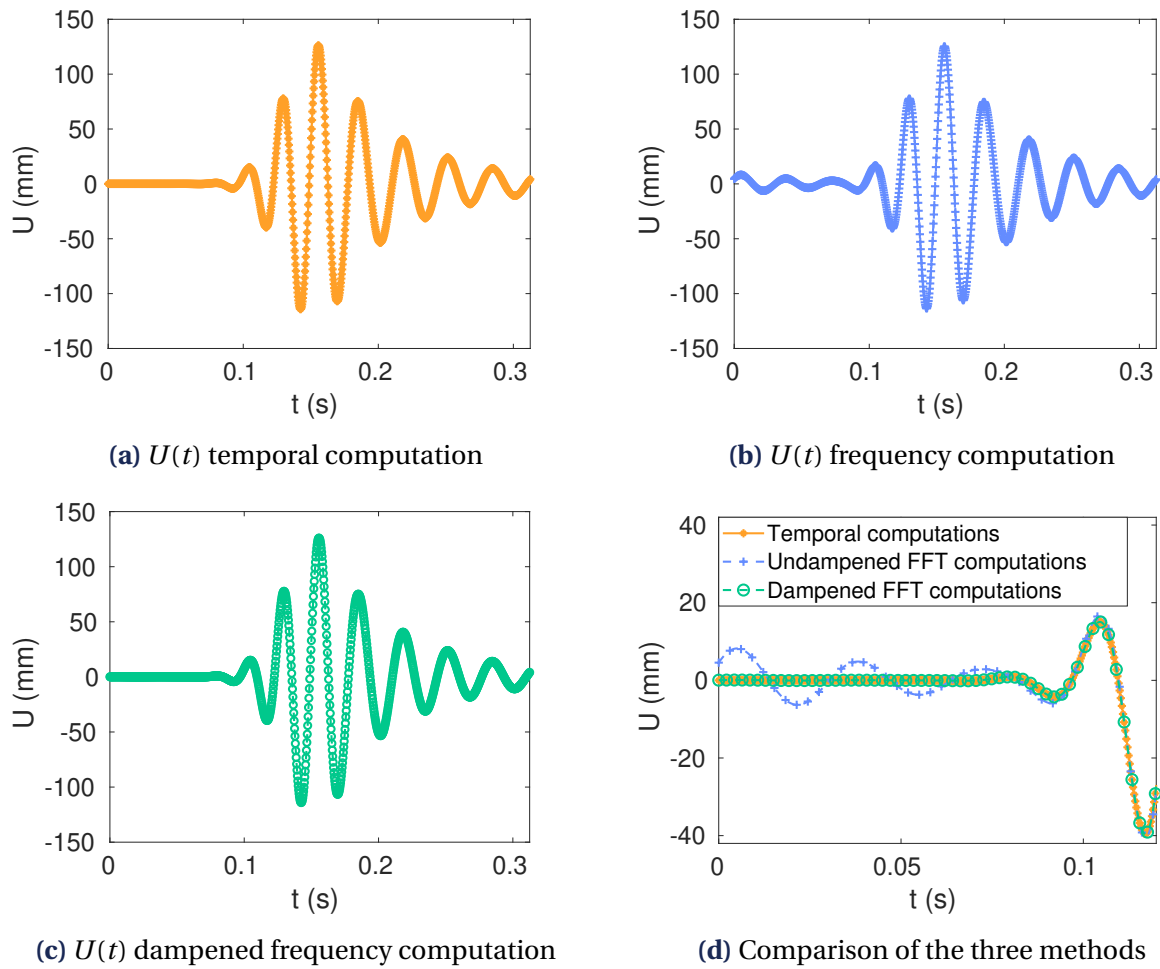 150
100
50
0
-50
-100
-150
U (mm)
0
0.1
0.2
0.3
t (s)
(a) U(t) temporal computation
150
100
50
0
-50
-100
-150
U (mm)
0
0.1
0.2
0.3
t (s)
(b) U(t) frequency computation
150
100
50
0
-50
-100
-150
U (mm)
0
0.1
0.2
0.3
t (s)
(c) U(t) dampened frequency computation
40
20
0
-20
-40
U (mm)
Temporal computations
Undampened FFT computations
Dampened FFT computations
0
0.05
0.1
t (s)
(d) Comparison of the three methods